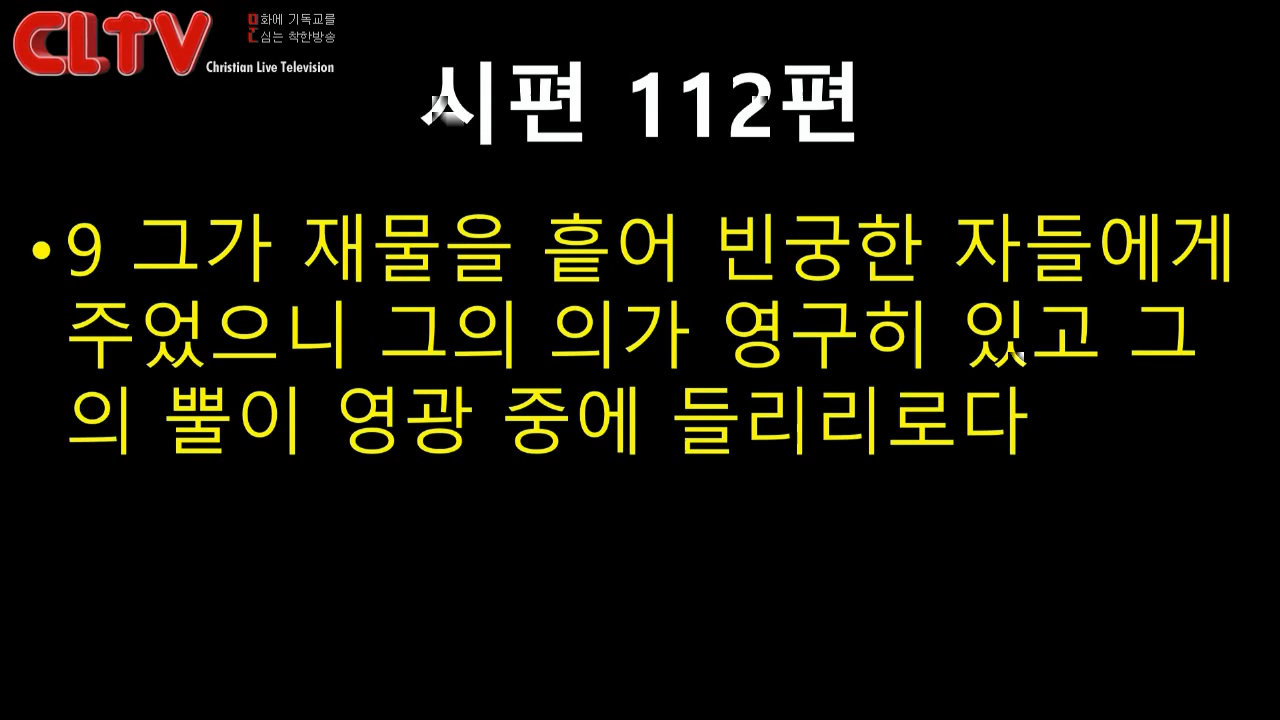 CLTV
문화에 기독교를
심는 착한방송
Christian Live Television
시편 112편
•9 그가 재물을 흩어 빈궁한 자들에게
주었으니 그의 의가 영구히 있고 그
의 뿔이 영광 중에 들리리로다